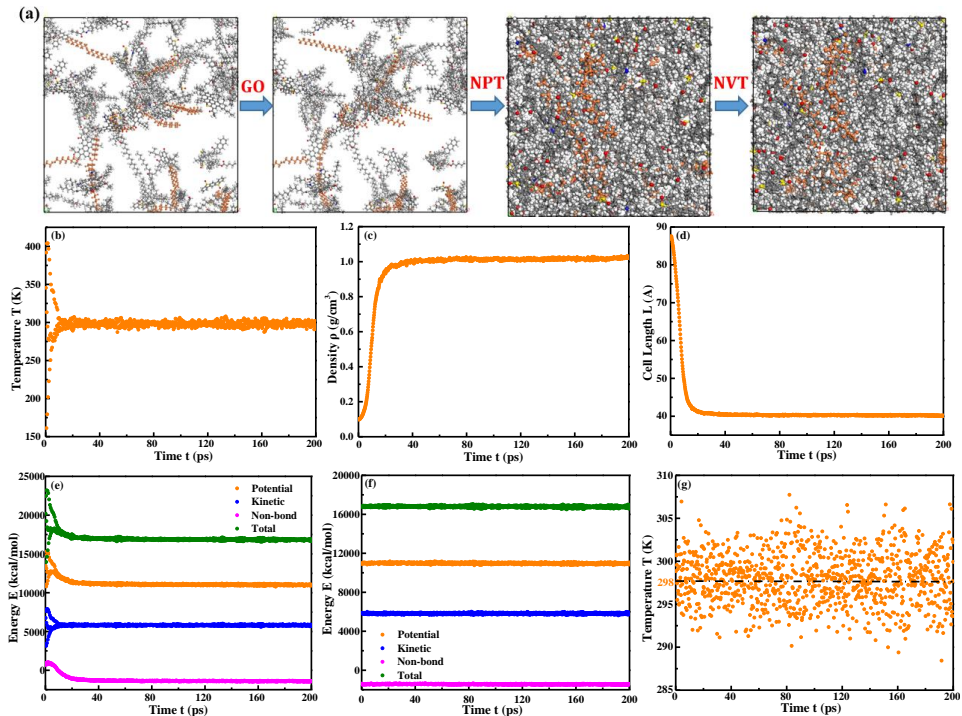 (a)
GO
NPT
NVT
(b)
Temperature T (K)
400
350
300
250
200
150
0 40 80 120 160 200
Time t (ps)
(c)
Density ρ (g/cm³)
1.2
1.0
0.8
0.6
0.4
0.2
0.0
0 40 80 120 160 200
Time t (ps)
(d)
Cell Length L (A)
90
80
70
60
50
40
0 40 80 120 160 200
Time t (ps)
(e)
Energy E (kcal/mol)
25000
20000
15000
10000
5000
0
Potential
Kinetic
Non-bond
Total
0 40 80 120 160 200
Time t (ps)
(f)
Energy E (kcal/mol)
20000
16000
12000
8000
4000
0
Potential
Kinetic
Non-bond
Total
0 40 80 120 160 200
Time t (ps)
(g)
Temperature T (K)
310
305
300
298
295
290
285
0 40 80 120 160 200
Time t (ps)